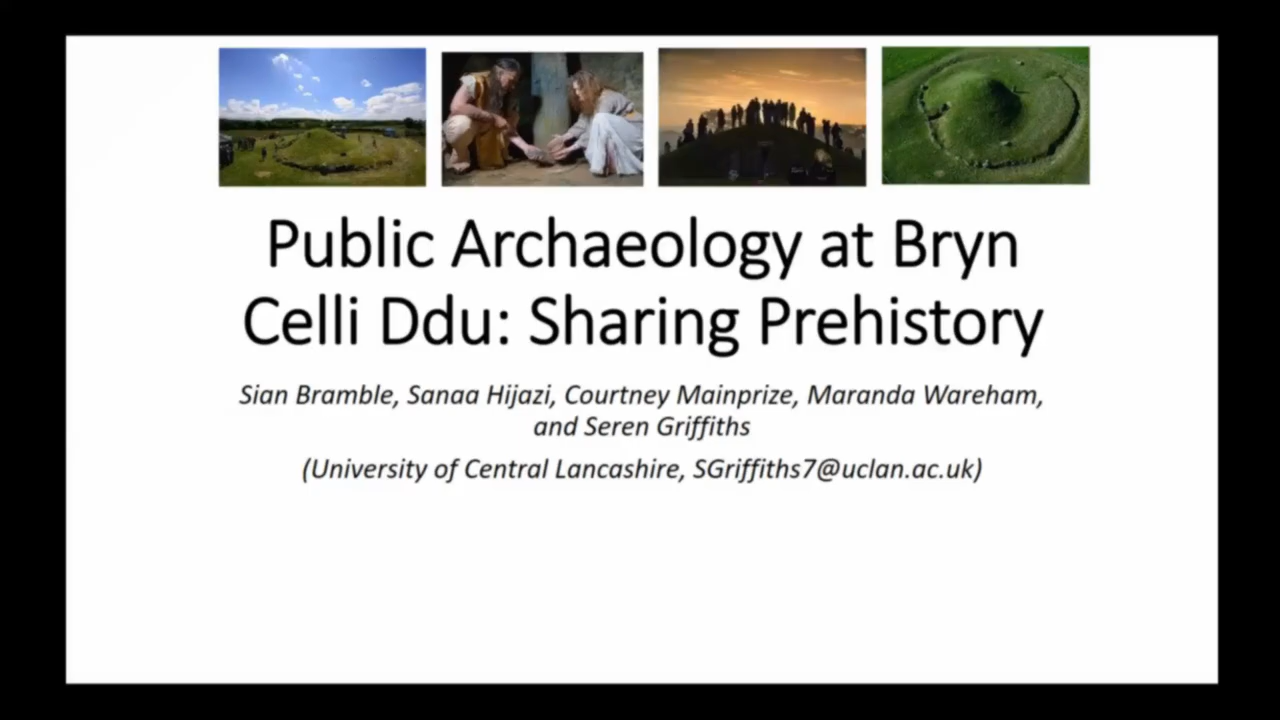 Public Archaeology at Bryn
Celli Ddu: Sharing Prehistory
Sian Bramble, Sanaa Hijazi, Courtney Mainprize, Maranda Wareham,
and Seren Griffiths
(University of Central Lancashire, SGriffiths7@uclan.ac.uk)